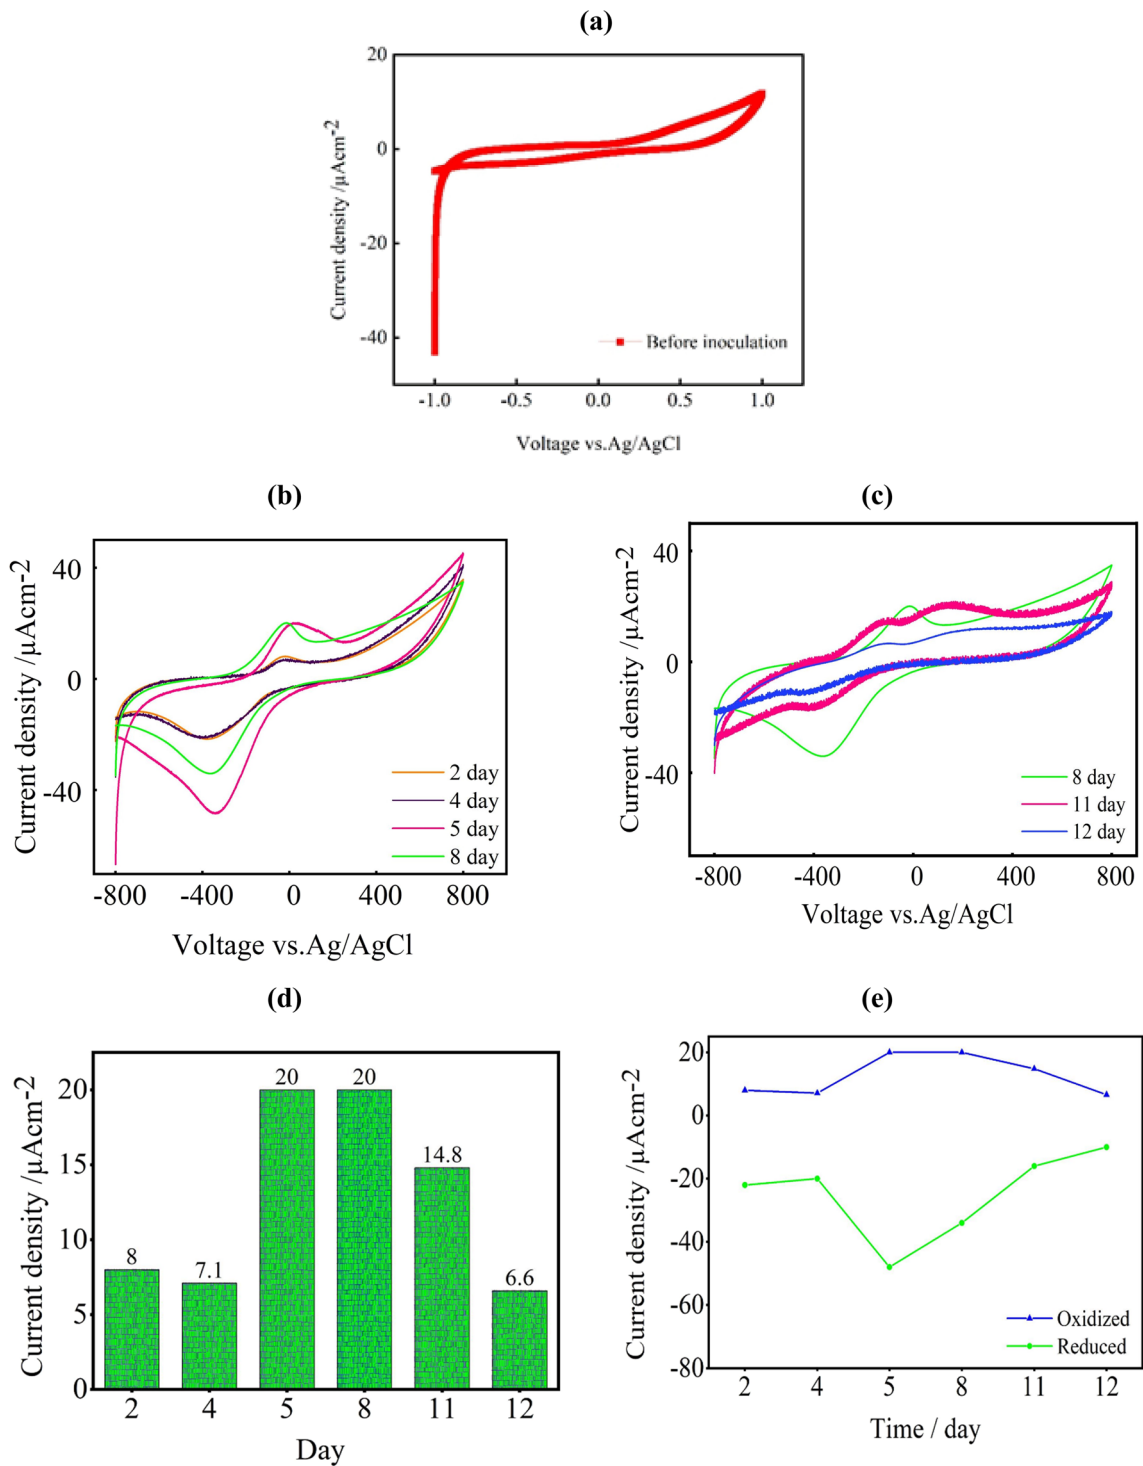 (a)
20
0
-20
-40
Current density /µAcm-2
Before inoculation
-1.0 -0.5 0.0 0.5 1.0
Voltage vs.Ag/AgCl
(b)
40
0
-40
Current density /µAcm-2
2 day
4 day
5 day
8 day
-800 -400 0 400 800
Voltage vs.Ag/AgCl
(c)
40
0
-40
Current density /µAcm-2
8 day
11 day
12 day
-800 -400 0 400 800
Voltage vs.Ag/AgCl
(d)
20
15
10
5
0
Current density /µAcm-2
8 7.1 20 20 14.8 6.6
2 4 5 8 11 12
Day
(e)
20
0
-20
-40
-60
-80
Current density /µAcm-2
Oxidized
Reduced
2 4 5 8 11 12
Time / day